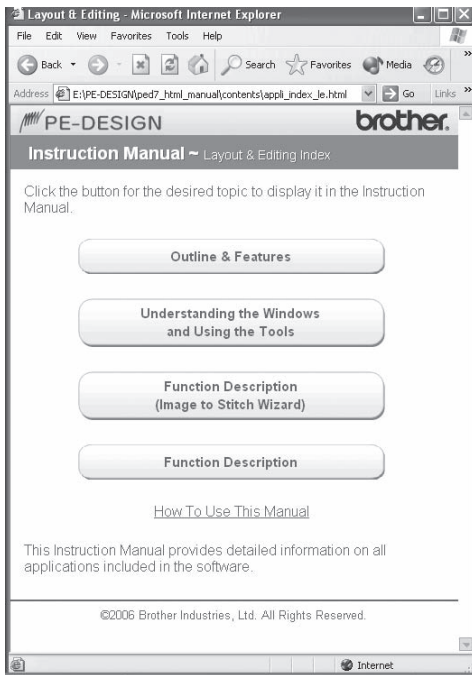 Layout & Editing - Microsoft Internet Explorer
File Edit View Favorites Tools Help
Back Search Favorites Media »
Address E:\PE-DESIGN\ped7_html_manual\contents\appli_index_le.html Go Links »
PE-DESIGN brother.
Instruction Manual ~ Layout & Editing Index
Click the button for the desired topic to display it in the Instruction
Manual.
Outline & Features
Understanding the Windows
and Using the Tools
Function Description
(Image to Stitch Wizard)
Function Description
How To Use This Manual
This Instruction Manual provides detailed information on all
applications included in the software.
©2006 Brother Industries, Ltd. All Rights Reserved.
Internet